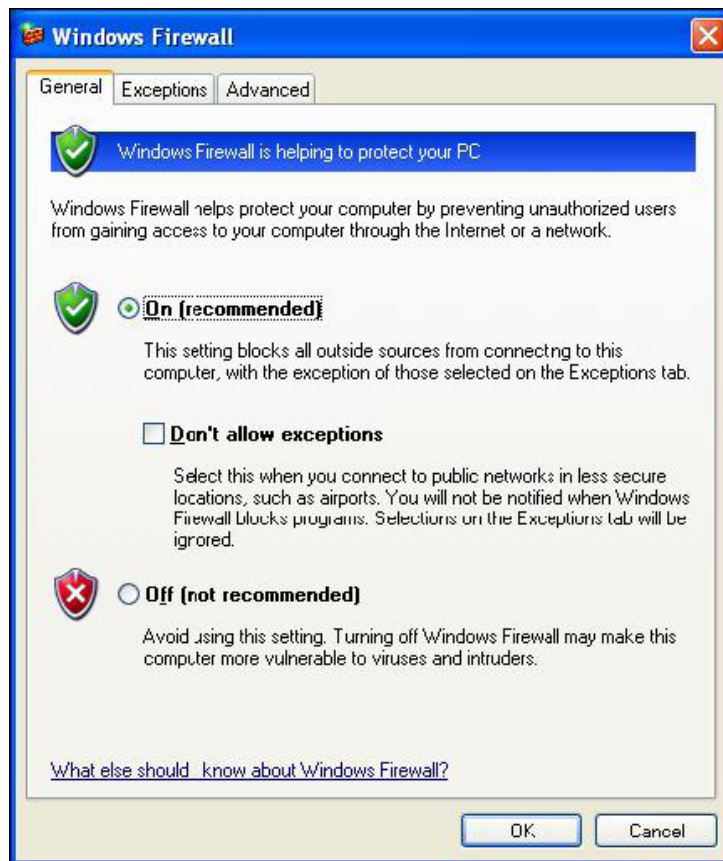 Windows Firewall
General Exceptions Advanced
Windows Firewall is helping to protect your PC
Windows Firewall helps protect your computer by preventing unauthorized users
from gaining access to your computer through the Internet or a network.
On (recommended)
This setting blocks all outside sources from connecting to this
computer, with the exception of those selected on the Exceptions tab.
Don't allow exceptions
Select this when you connect to public networks in less secure
locations, such as airports. You will not be notified when Windows
Firewall blocks programs. Selections on the Exceptions tab will be
ignored.
Off (not recommended)
Avoid using this setting. Turning off Windows Firewall may make this
computer more vulnerable to viruses and intruders.
What else should I know about Windows Firewall?
OK Cancel